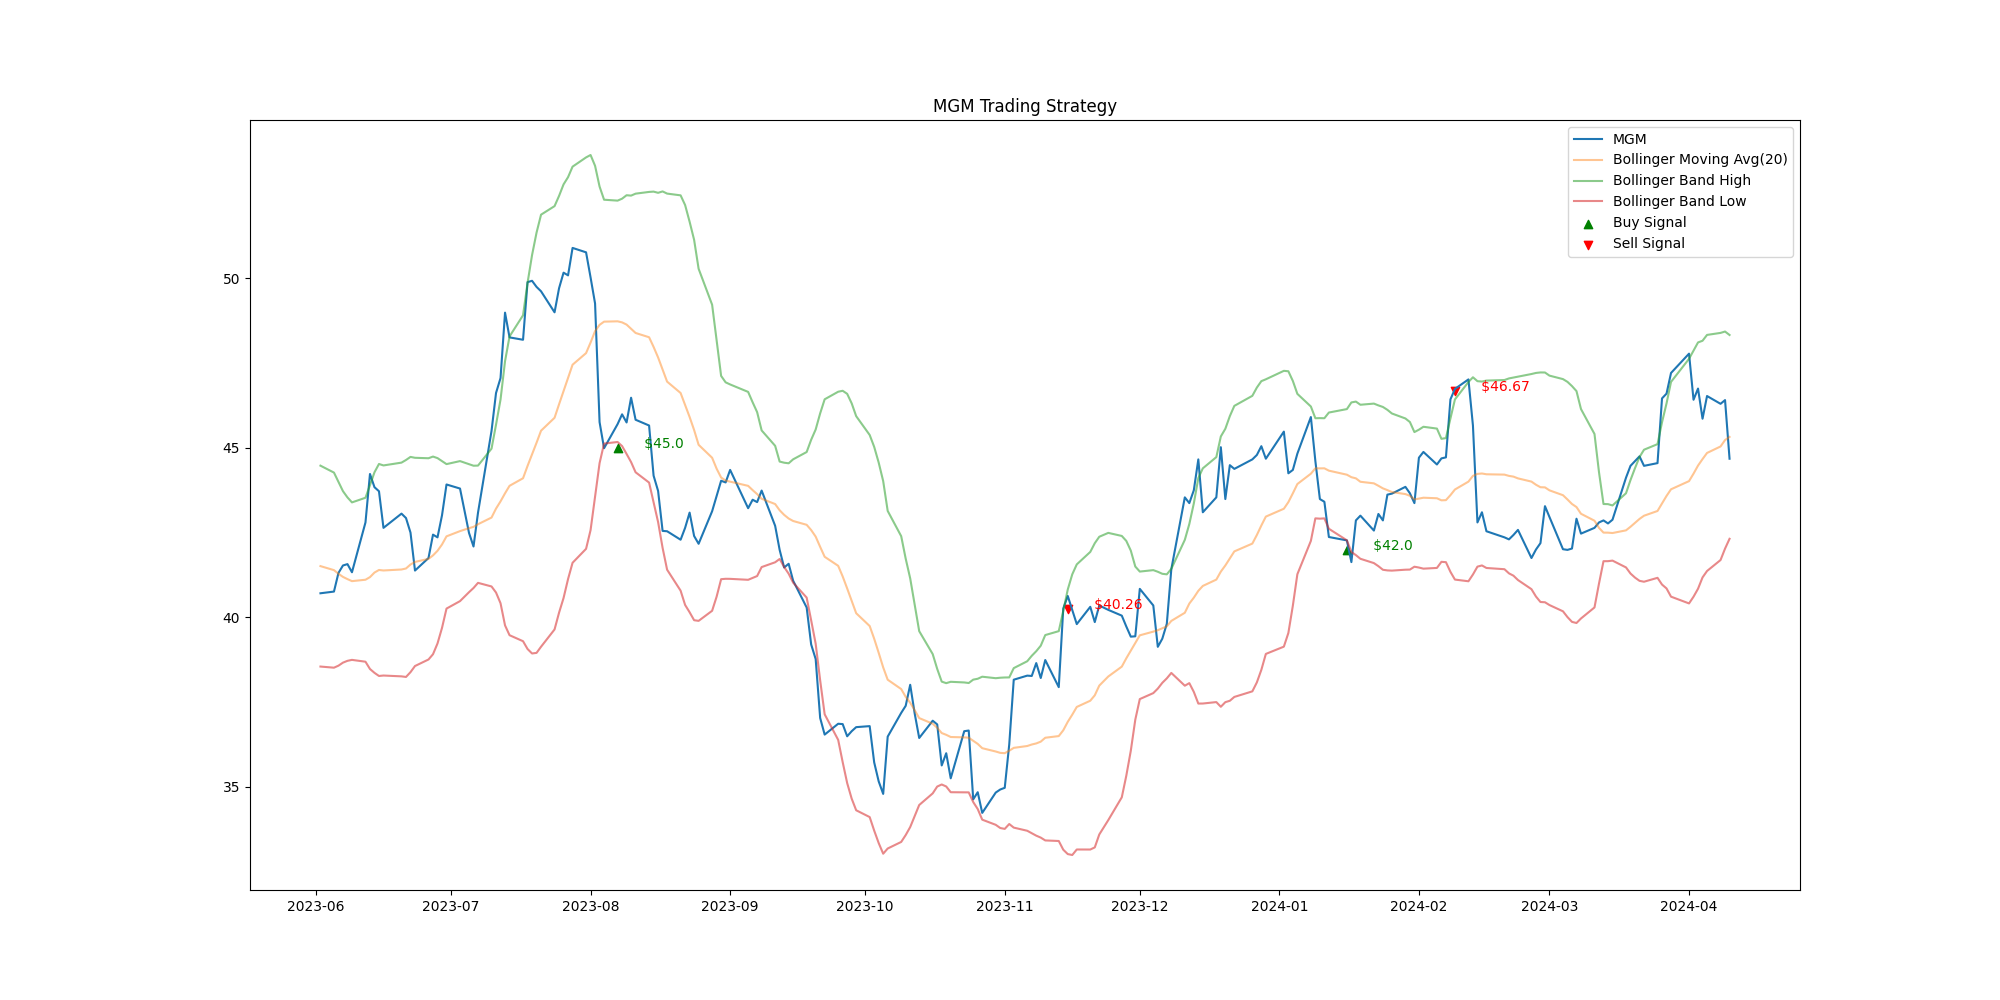 MGM Trading Strategy
MGM
Bollinger Moving Avg(20)
Bollinger Band High
Bollinger Band Low
Buy Signal
Sell Signal
50
45
40
35
$45.0
$40.26
$42.0
$46.67
2023-06 2023-07 2023-08 2023-09 2023-10 2023-11 2023-12 2024-01 2024-02 2024-03 2024-04